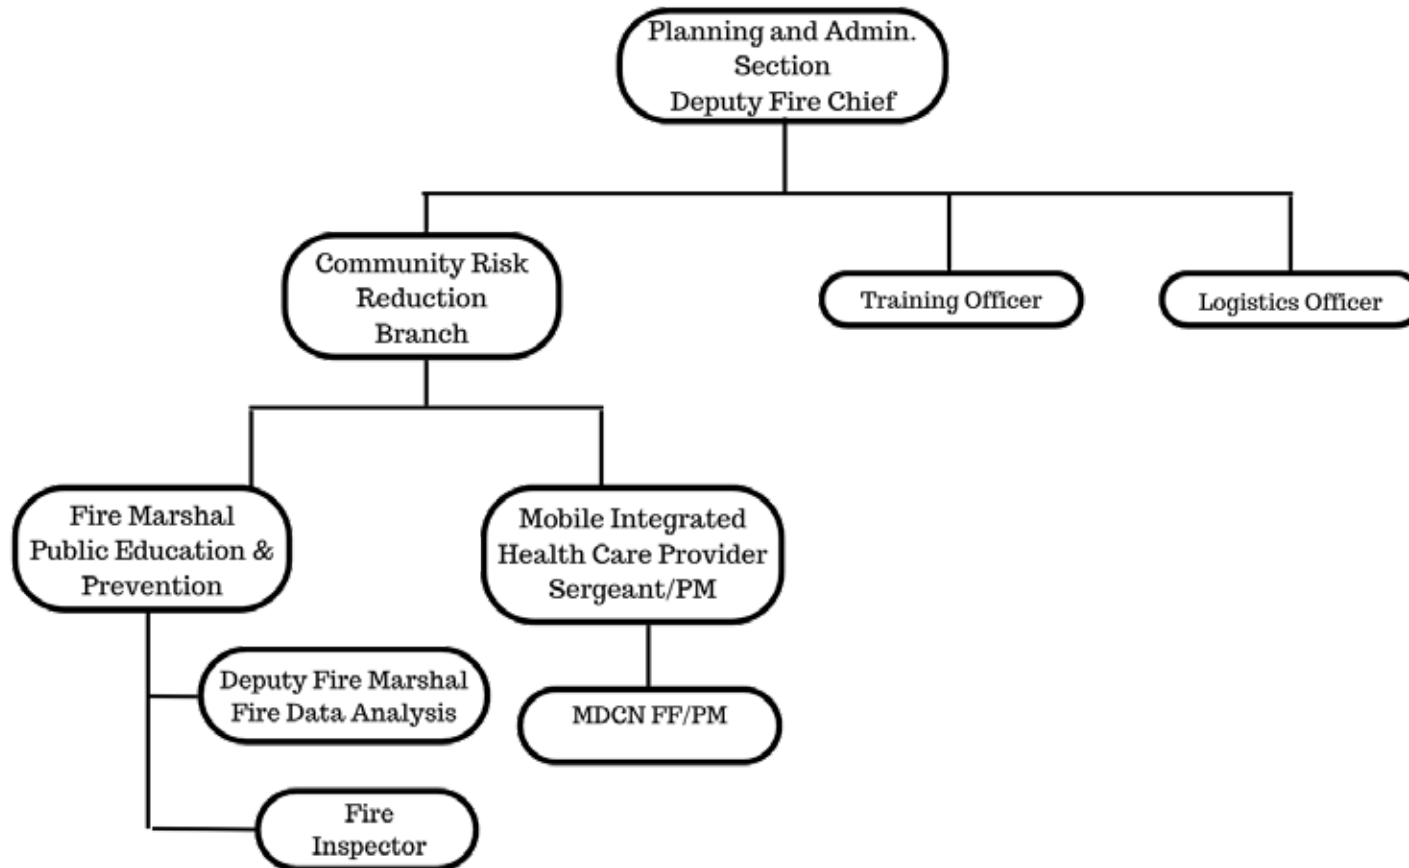 Planning and Admin.
Section
Deputy Fire Chief
Community Risk
Reduction
Branch
Training Officer
Logistics Officer
Fire Marshal
Public Education &
Prevention
Mobile Integrated
Health Care Provider
Sergeant/PM
Deputy Fire Marshal
Fire Data Analysis
MDCN FF/PM
Fire
Inspector